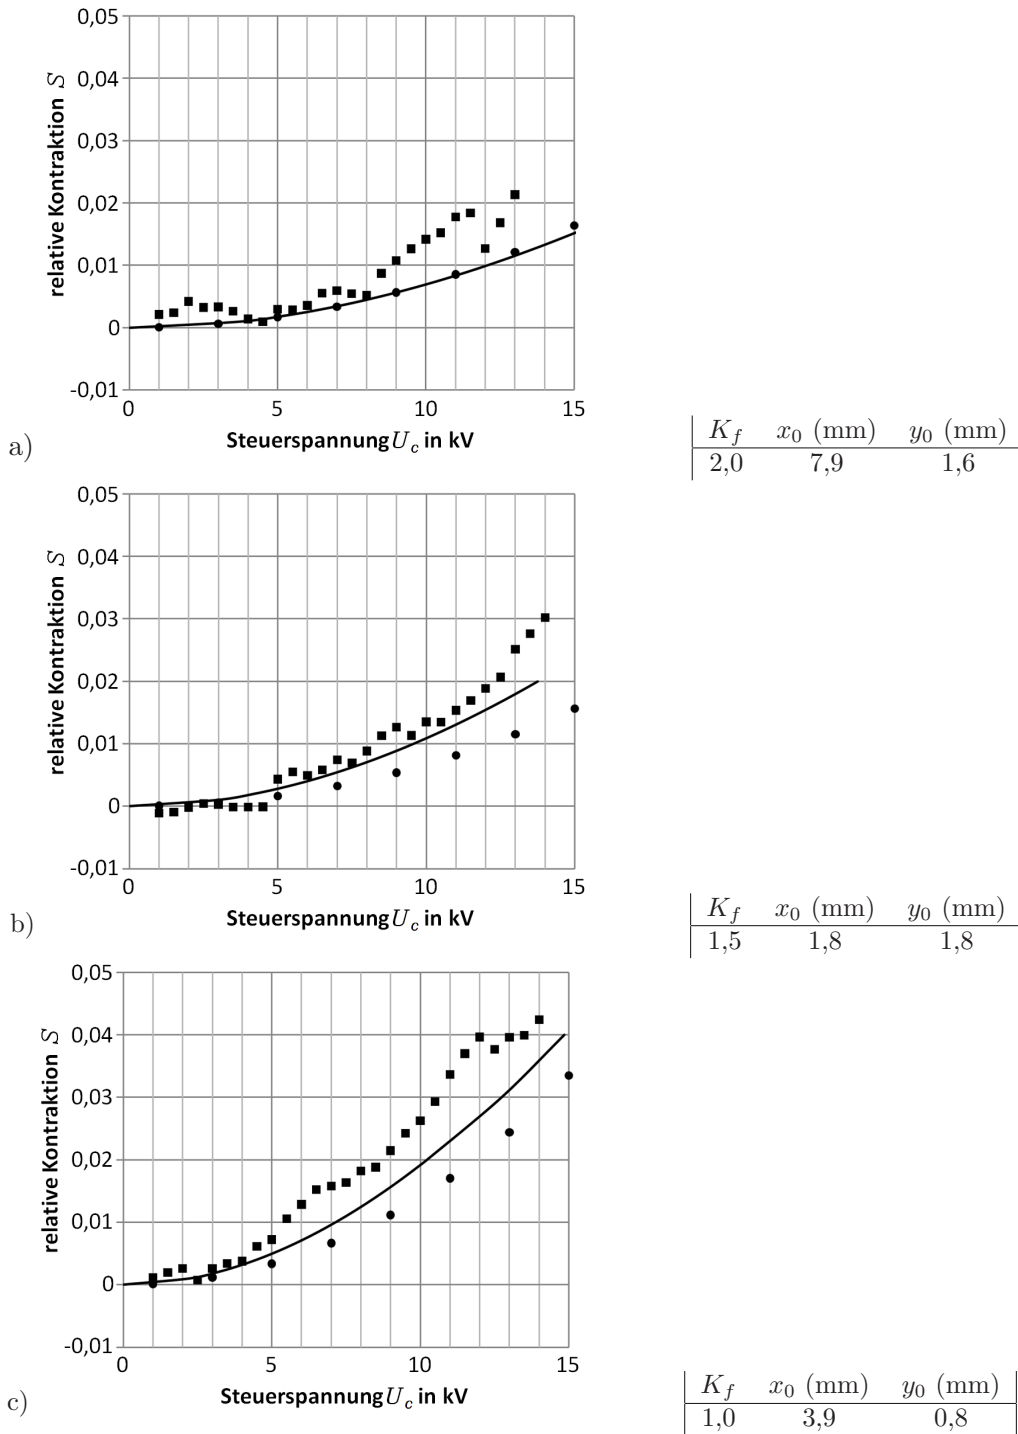 0,05
0,04
0,03
0,02
0,01
0
-0,01
relative Kontraktion S
0 5 10 15
Steuerspannung U_c in kV
a)
K_f x_0 (mm) y_0 (mm)
2,0 7,9 1,6
0,05
0,04
0,03
0,02
0,01
0
-0,01
relative Kontraktion S
0 5 10 15
Steuerspannung U_c in kV
b)
K_f x_0 (mm) y_0 (mm)
1,5 1,8 1,8
0,05
0,04
0,03
0,02
0,01
0
-0,01
relative Kontraktion S
0 5 10 15
Steuerspannung U_c in kV
c)
K_f x_0 (mm) y_0 (mm)
1,0 3,9 0,8